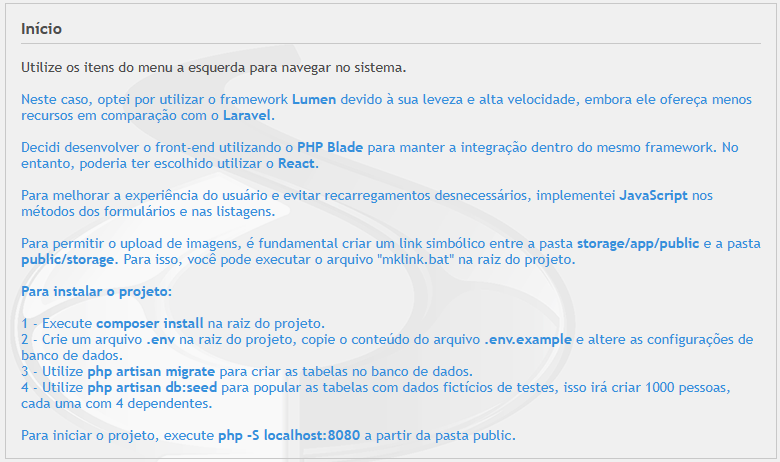 Início
Utilize os itens do menu a esquerda para navegar no sistema.
Neste caso, optei por utilizar o framework Lumen devido à sua leveza e alta velocidade, embora ele ofereça menos
recursos em comparação com o Laravel.
Decidi desenvolver o front-end utilizando o PHP Blade para manter a integração dentro do mesmo framework. No
entanto, poderia ter escolhido utilizar o React.
Para melhorar a experiência do usuário e evitar recarregamentos desnecessários, implementei JavaScript nos
métodos dos formulários e nas listagens.
Para permitir o upload de imagens, é fundamental criar um link simbólico entre a pasta storage/app/public e a pasta
public/storage. Para isso, você pode executar o arquivo "mklink.bat" na raiz do projeto.
Para instalar o projeto:
1 - Execute composer install na raiz do projeto.
2 - Crie um arquivo .env na raiz do projeto, copie o conteúdo do arquivo .env.example e altere as configurações de
banco de dados.
3 - Utilize php artisan migrate para criar as tabelas no banco de dados.
4 - Utilize php artisan db:seed para popular as tabelas com dados fictícios de testes, isso irá criar 1000 pessoas,
cada uma com 4 dependentes.
Para iniciar o projeto, execute php -S localhost:8080 a partir da pasta public.